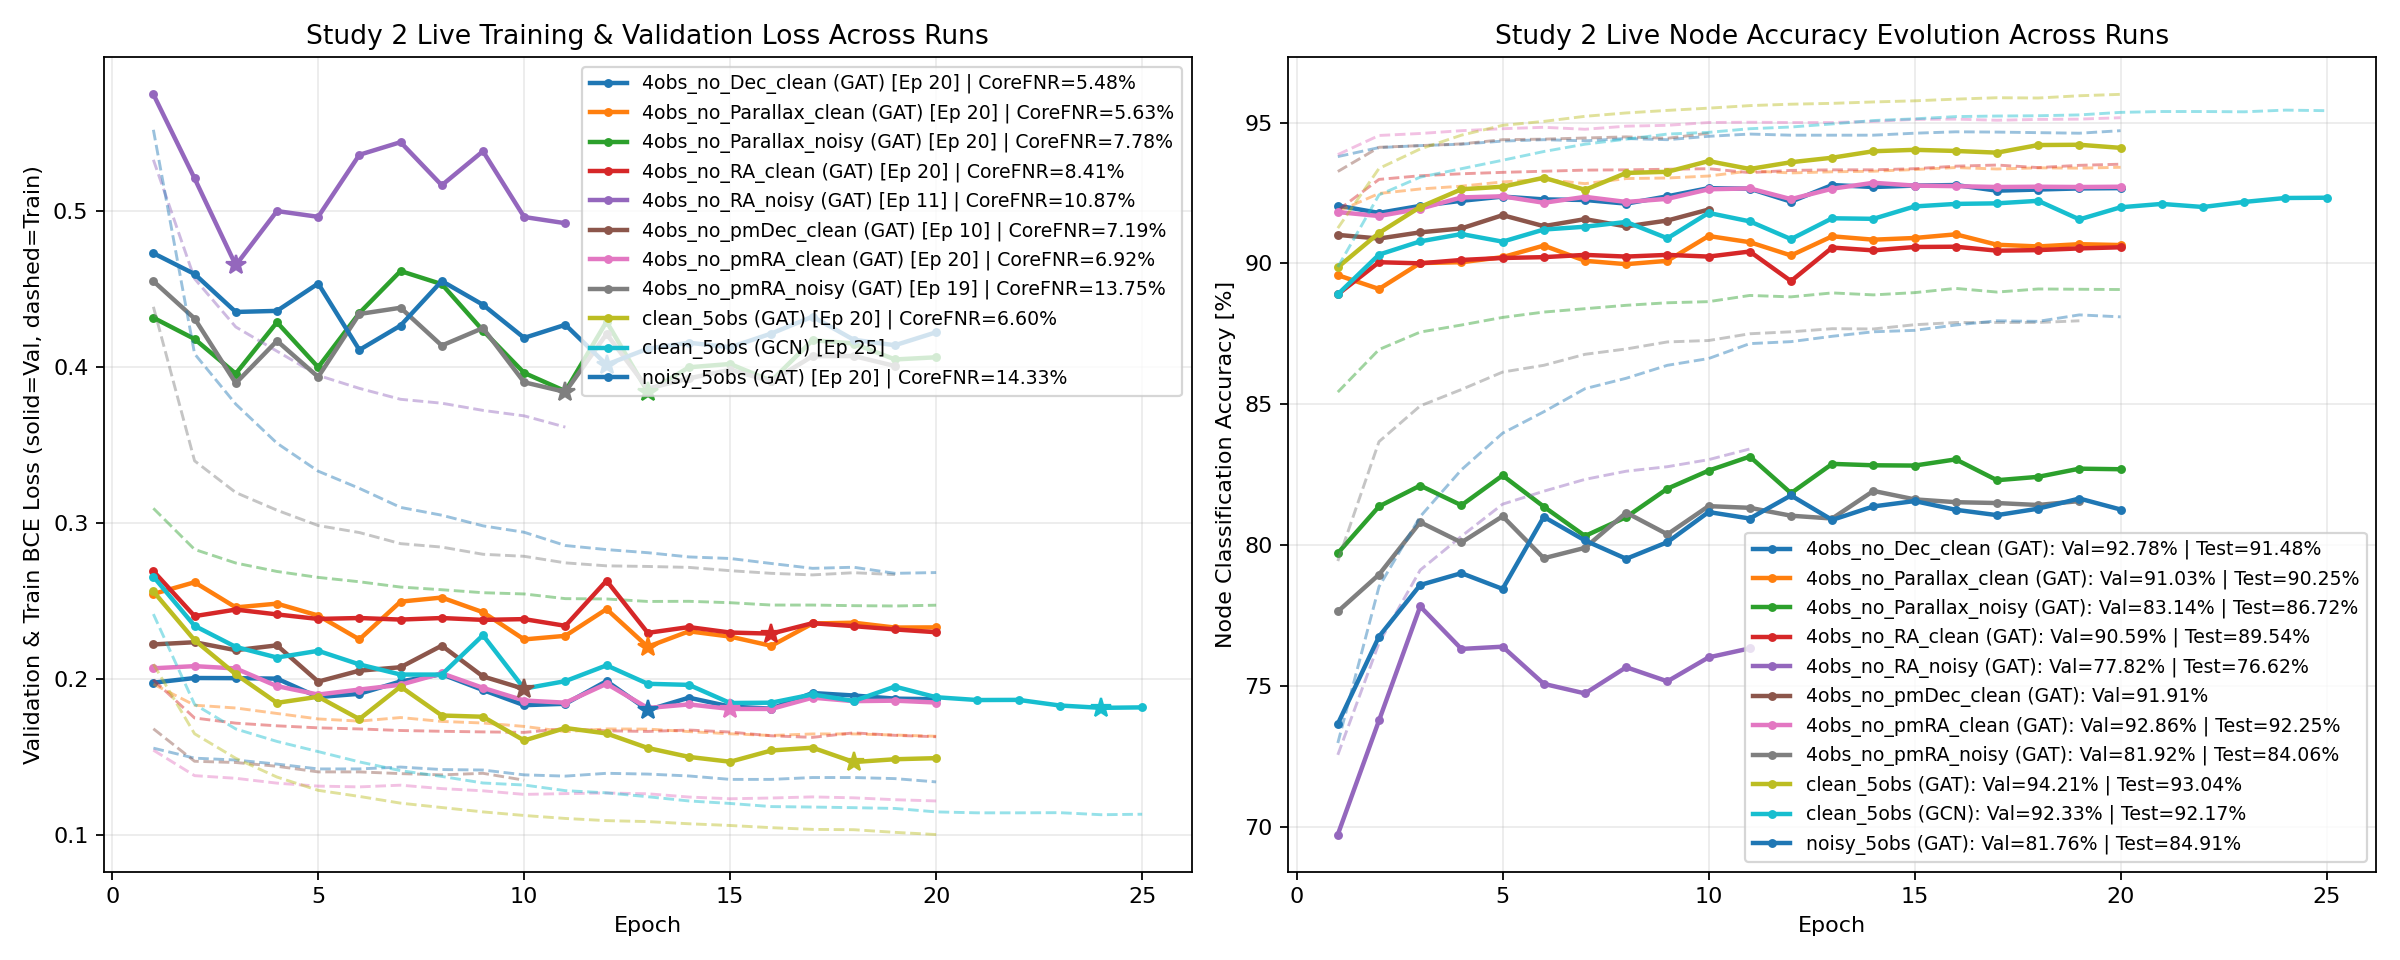 Study 2 Live Training & Validation Loss Across Runs
Validation & Train BCE Loss (solid=Val, dashed=Train)
0.5
0.4
0.3
0.2
0.1
0
5
10
15
20
25
Epoch
4obs_no_Dec_clean (GAT) [Ep 20] | CoreFNR=5.48%
4obs_no_Parallax_clean (GAT) [Ep 20] | CoreFNR=5.63%
4obs_no_Parallax_noisy (GAT) [Ep 20] | CoreFNR=7.78%
4obs_no_RA_clean (GAT) [Ep 20] | CoreFNR=8.41%
4obs_no_RA_noisy (GAT) [Ep 11] | CoreFNR=10.87%
4obs_no_pmDec_clean (GAT) [Ep 10] | CoreFNR=7.19%
4obs_no_pmRA_clean (GAT) [Ep 20] | CoreFNR=6.92%
4obs_no_pmRA_noisy (GAT) [Ep 19] | CoreFNR=13.75%
clean_5obs (GAT) [Ep 20] | CoreFNR=6.60%
clean_5obs (GCN) [Ep 25]
noisy_5obs (GAT) [Ep 20] | CoreFNR=14.33%
Study 2 Live Node Accuracy Evolution Across Runs
Node Classification Accuracy [%]
95
90
85
80
75
70
0
5
10
15
20
25
Epoch
4obs_no_Dec_clean (GAT): Val=92.78% | Test=91.48%
4obs_no_Parallax_clean (GAT): Val=91.03% | Test=90.25%
4obs_no_Parallax_noisy (GAT): Val=83.14% | Test=86.72%
4obs_no_RA_clean (GAT): Val=90.59% | Test=89.54%
4obs_no_RA_noisy (GAT): Val=77.82% | Test=76.62%
4obs_no_pmDec_clean (GAT): Val=91.91%
4obs_no_pmRA_clean (GAT): Val=92.86% | Test=92.25%
4obs_no_pmRA_noisy (GAT): Val=81.92% | Test=84.06%
clean_5obs (GAT): Val=94.21% | Test=93.04%
clean_5obs (GCN): Val=92.33% | Test=92.17%
noisy_5obs (GAT): Val=81.76% | Test=84.91%